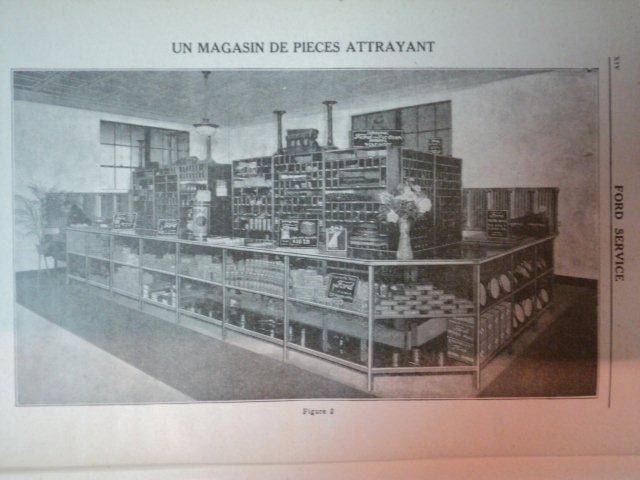 UN MAGASIN DE PIECES ATTRAYANT
XIV
FORD SERVICE
Figure 2